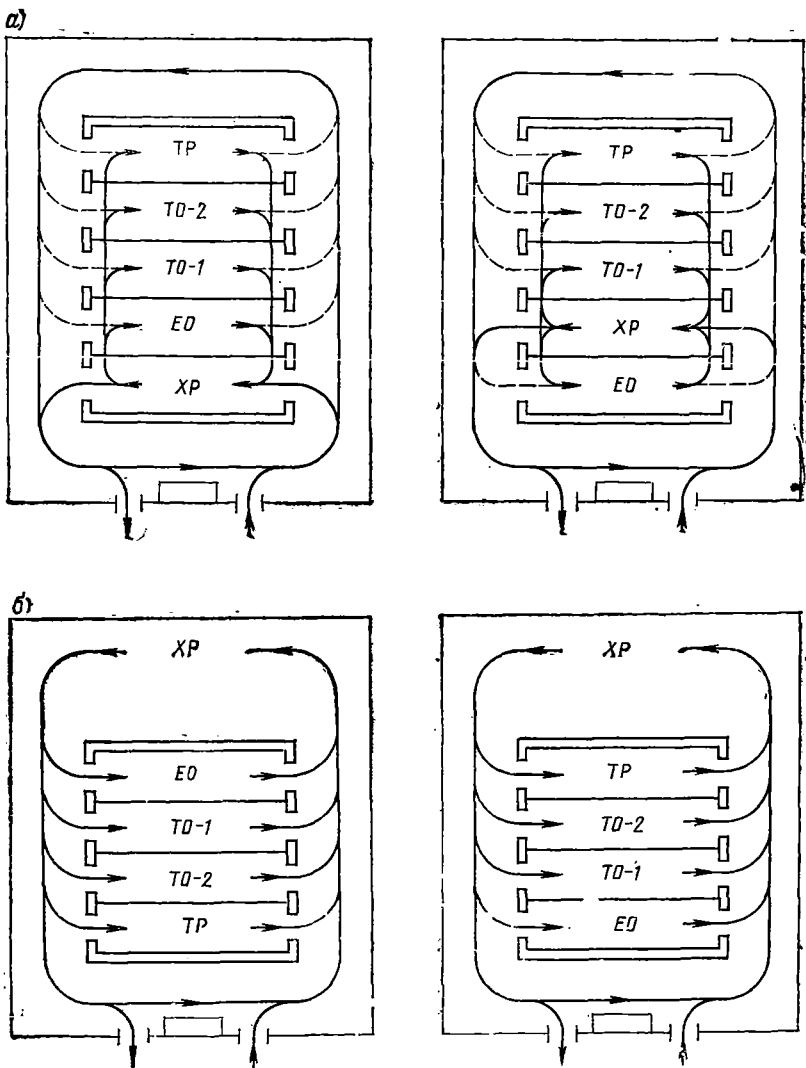 а)
ТР
ТО-2
ТО-1
ЕО
ХР
ТР
ТО-2
ТО-1
ХР
ЕО
б)
ХР
ЕО
ТО-1
ТО-2
ТР
ХР
ТР
ТО-2
ТО-1
ЕО